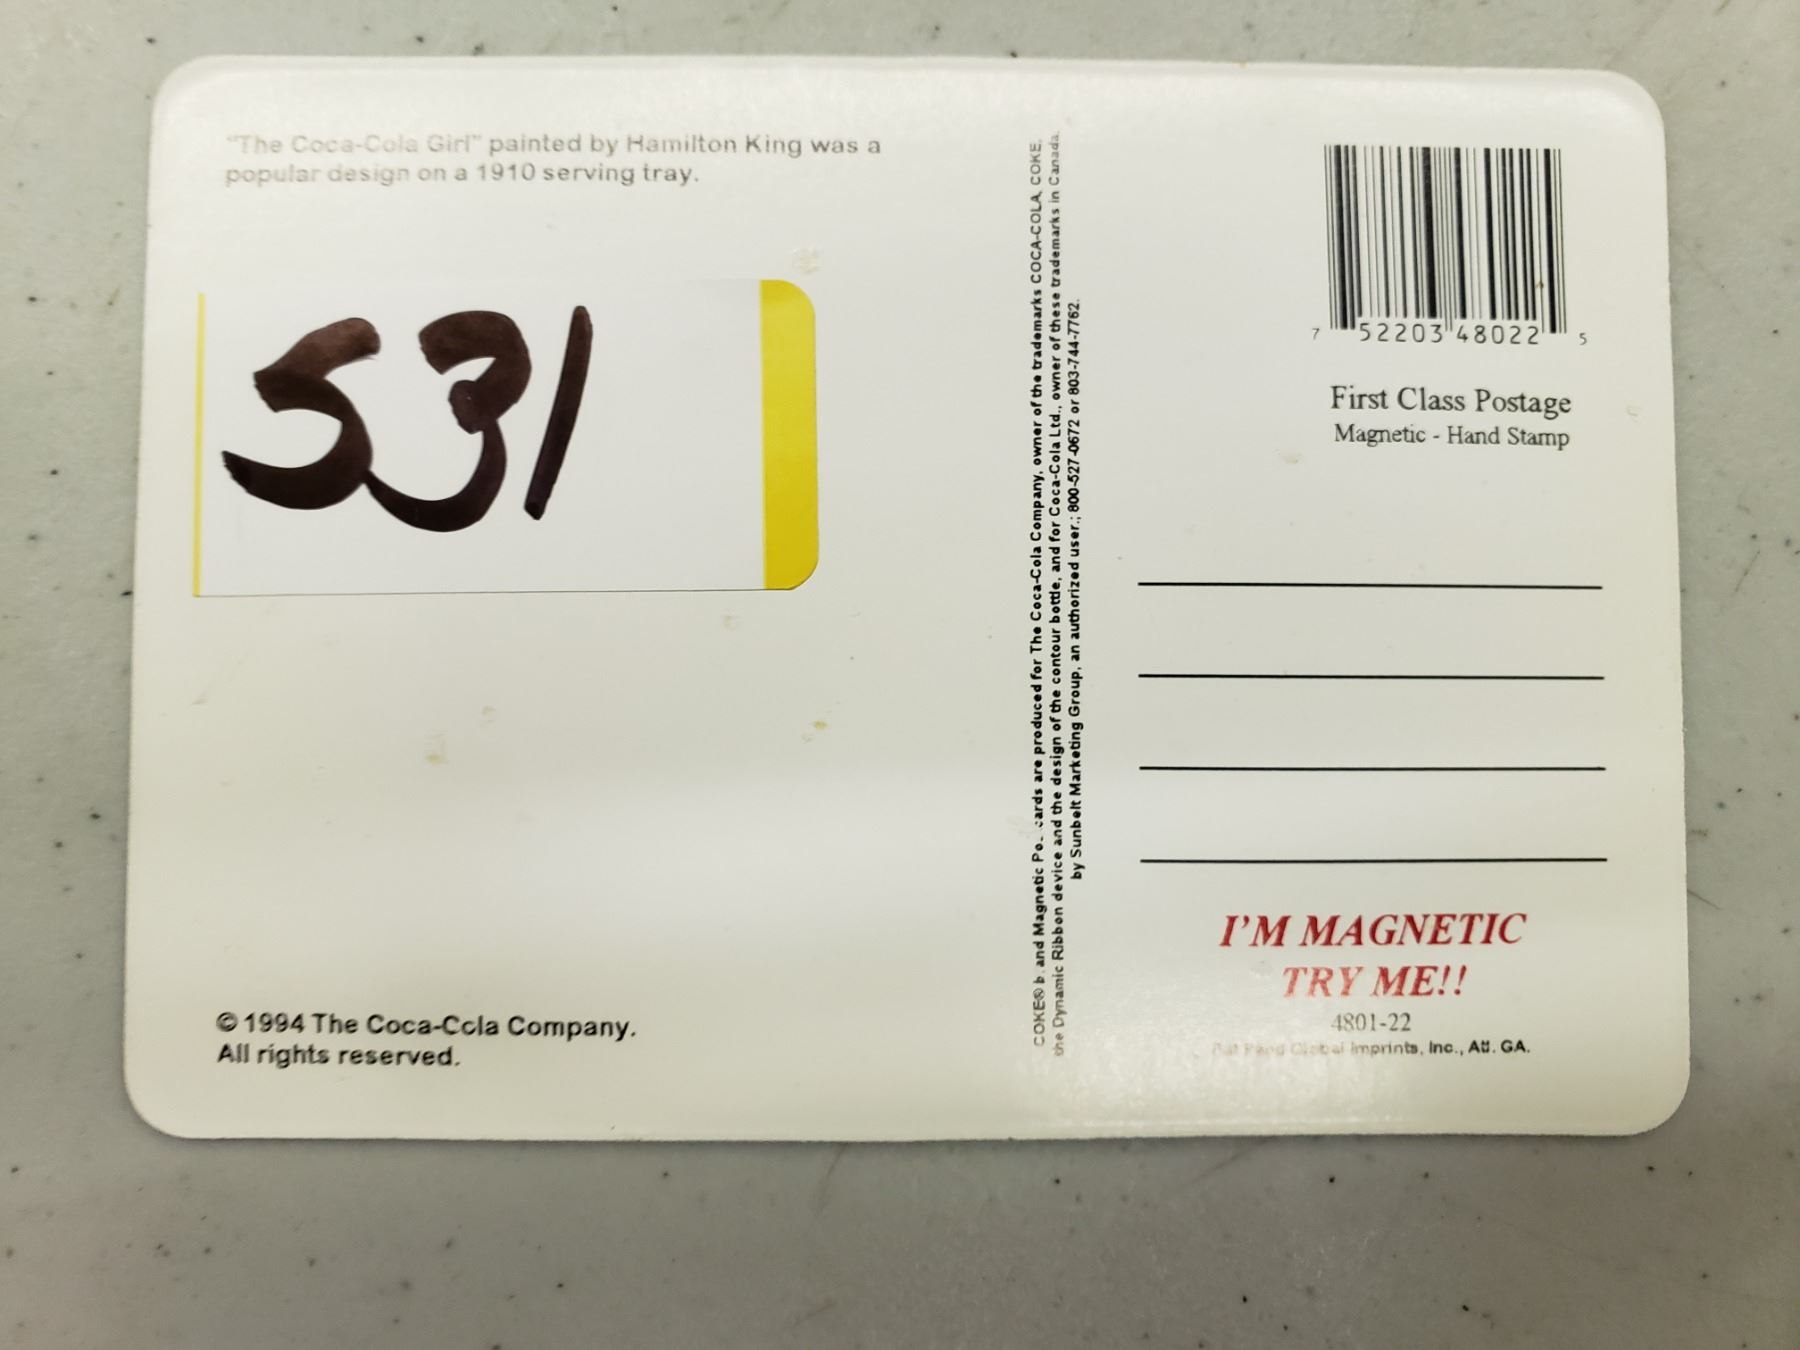 "The Coca-Cola Girl" painted by Hamilton King was a
popular design on a 1910 serving tray.
531
© 1994 The Coca-Cola Company.
All rights reserved.
COKE® and Magnetic cards are produced for The Coca-Cola Company, owner of the trademarks COCA-COLA, COKE,
the Dynamic Ribbon device and the design of the contour bottle, and for Coca-Cola Ltd., owner of these trademarks in Canada.
by Sunbelt Marketing Group, an authorized user.; 800-527-0672 or 803-744-7762.
7 52203 48022 5
First Class Postage
Magnetic - Hand Stamp
I'M MAGNETIC
TRY ME!!
4801-22
Global Imprints, Inc., Atl. GA.